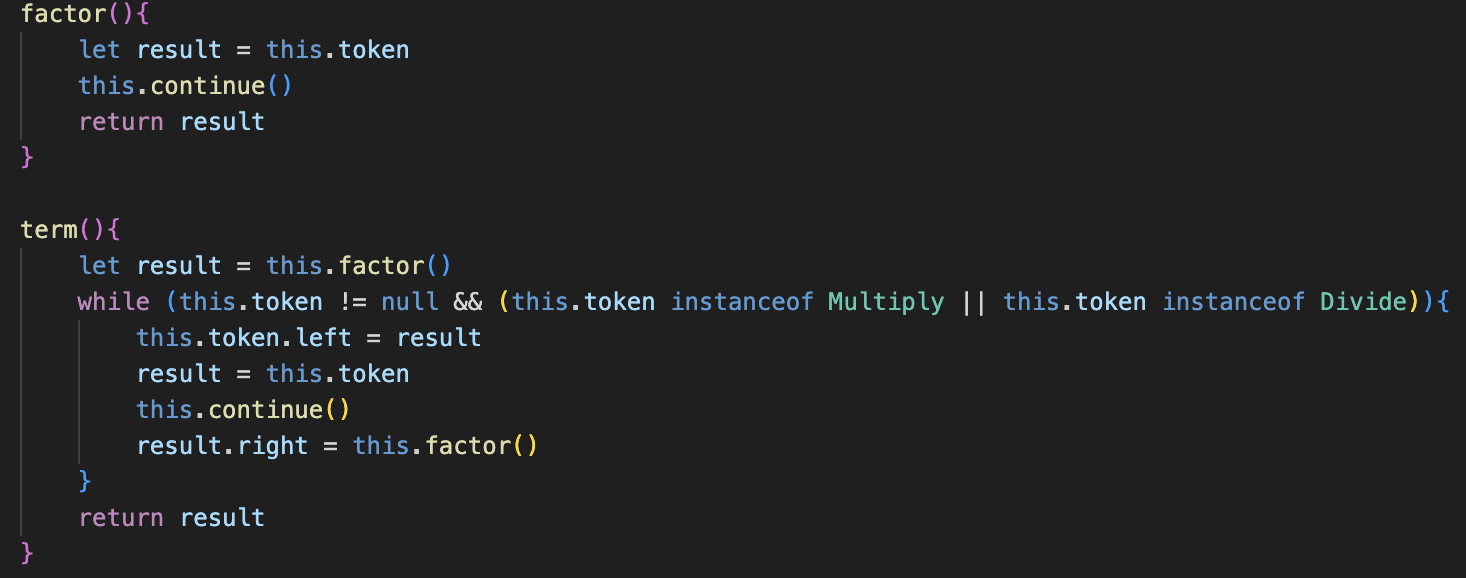 factor(){
    let result = this.token
    this.continue()
    return result
}

term(){
    let result = this.factor()
    while (this.token != null && (this.token instanceof Multiply || this.token instanceof Divide)){
        this.token.left = result
        result = this.token
        this.continue()
        result.right = this.factor()
    }
    return result
}